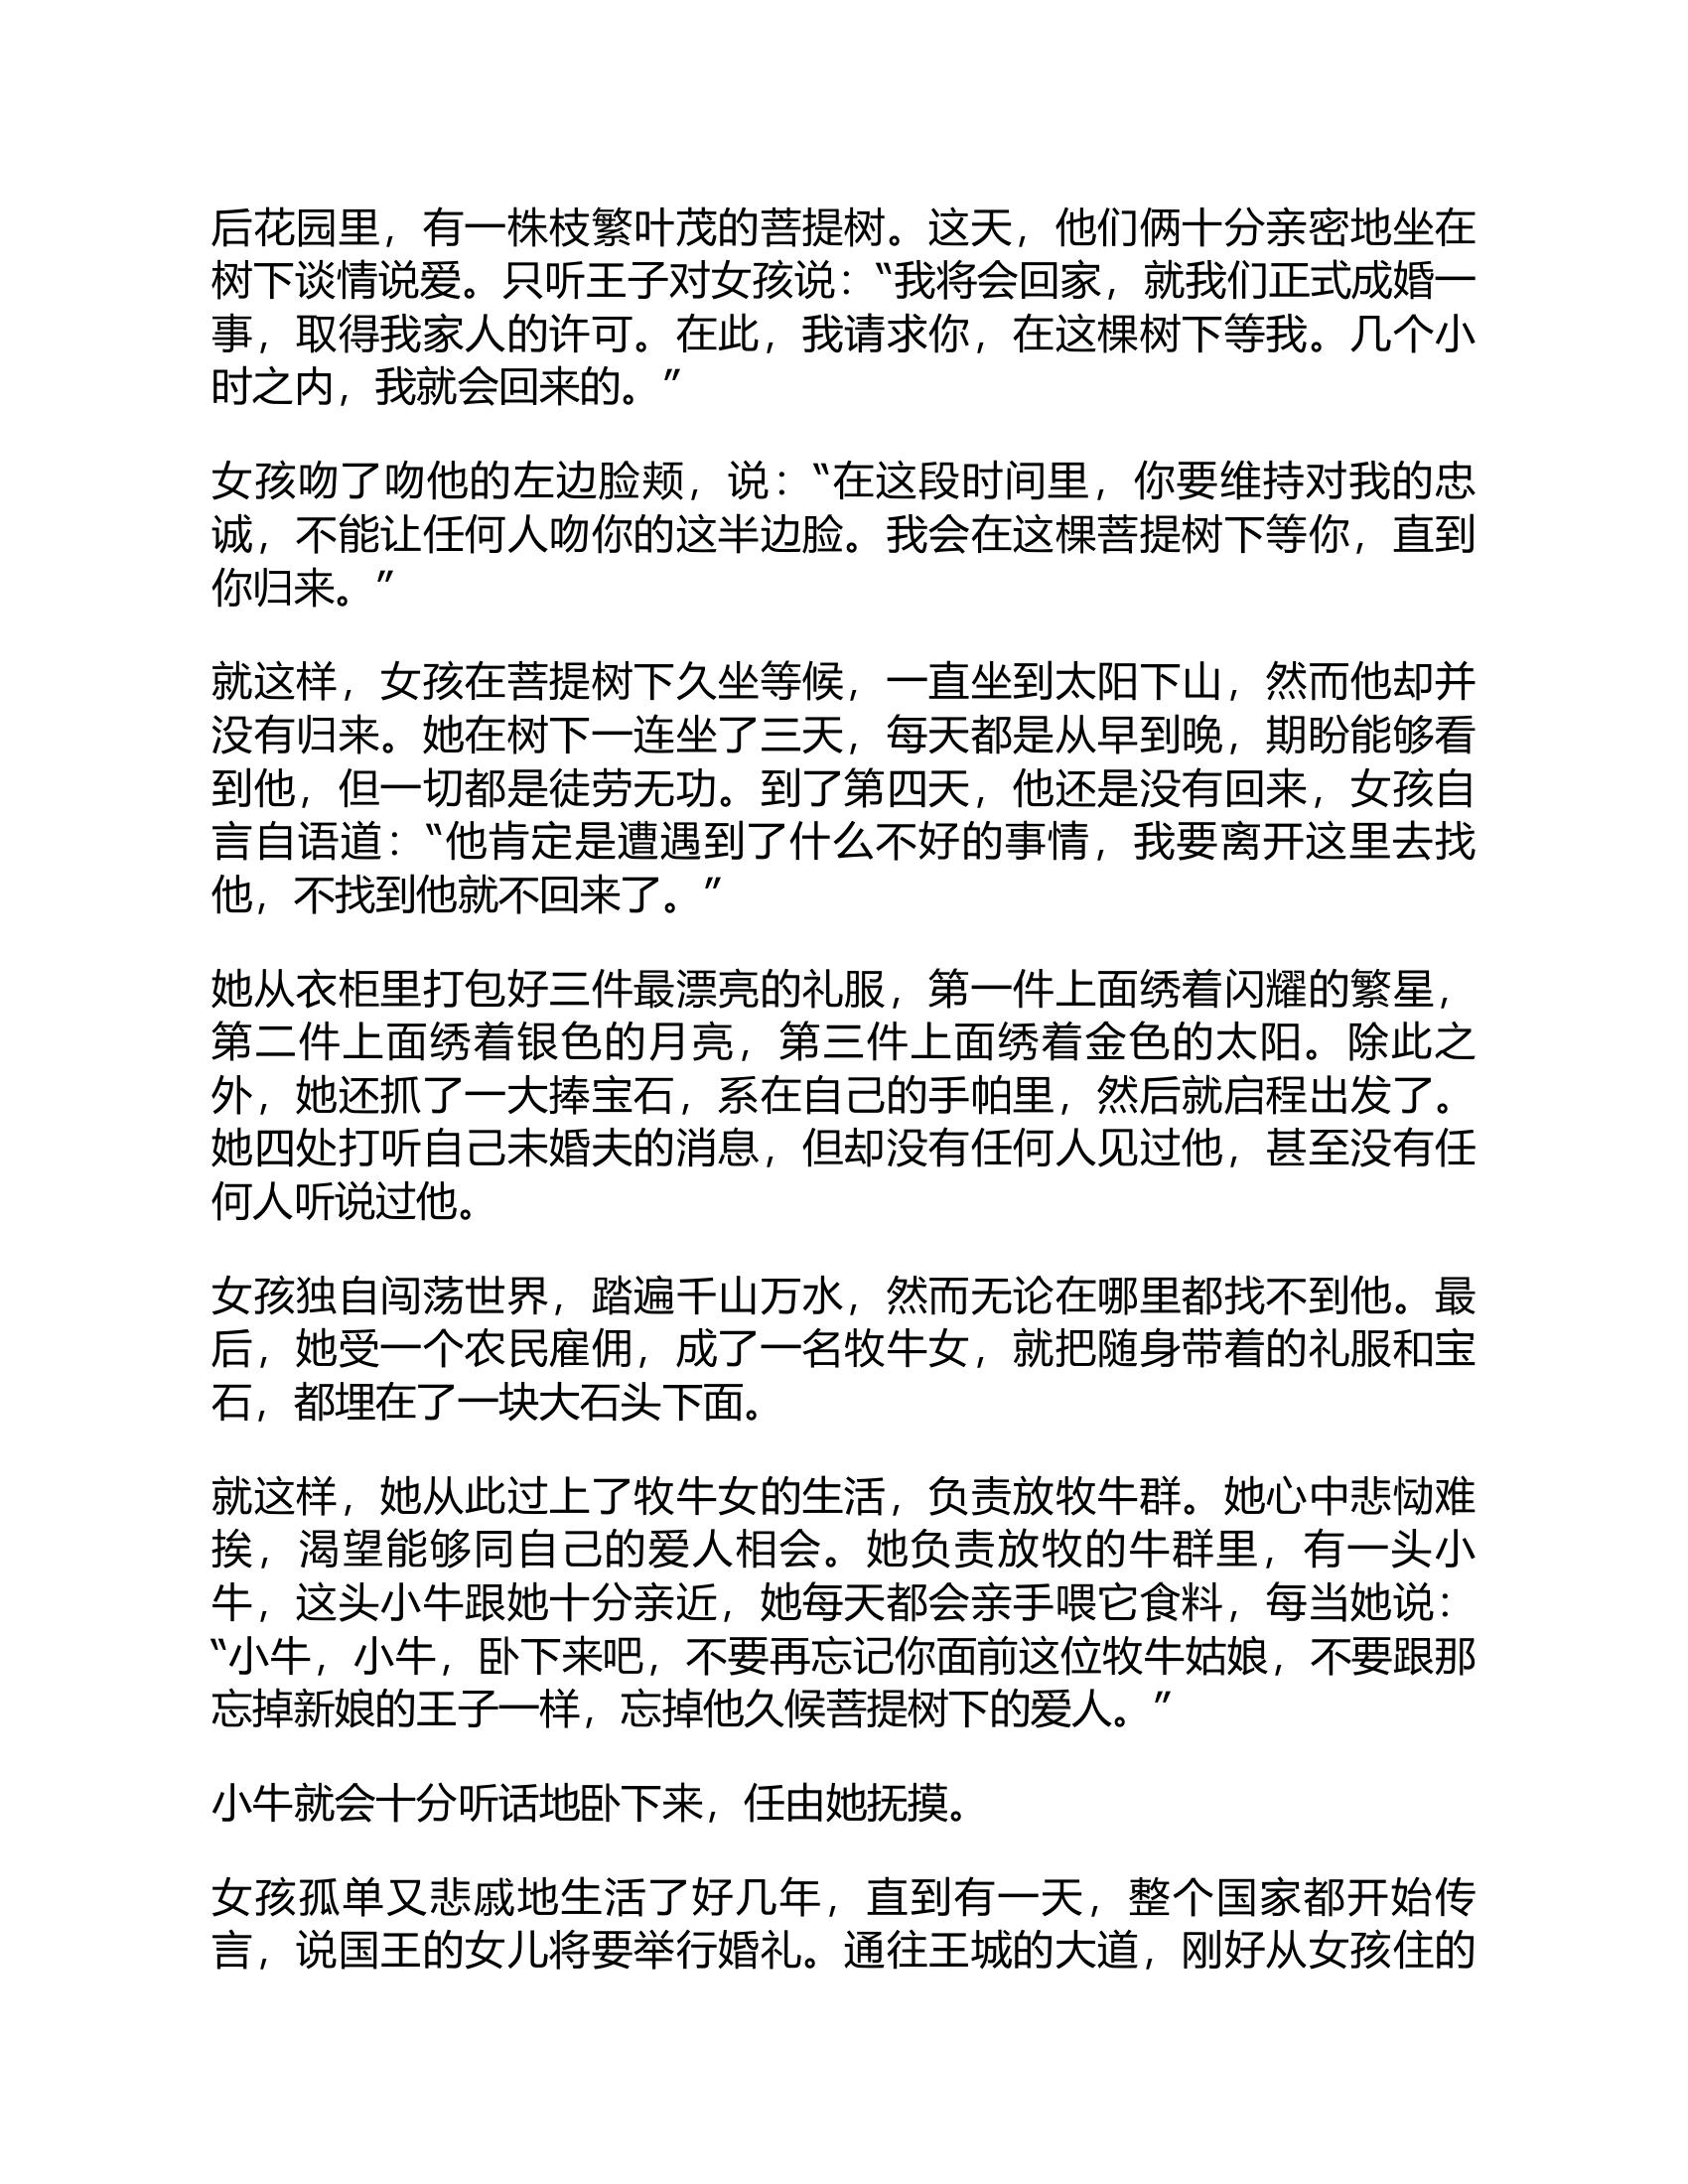 后花园里，有一株枝繁叶茂的菩提树。这天，他们俩十分亲密地坐在
树下谈情说爱。只听王子对女孩说：“我将会回家，就我们正式成婚一
事，取得我家人的许可。在此，我请求你，在这棵树下等我。几个小
时之内，我就会回来的。”
女孩吻了吻他的左边脸颊，说：“在这段时间里，你要维持对我的忠
诚，不能让任何人吻你的这半边脸。我会在这棵菩提树下等你，直到
你归来。”
就这样，女孩在菩提树下久坐等候，一直坐到太阳下山，然而他却并
没有归来。她在树下一连坐了三天，每天都是从早到晚，期盼能够看
到他，但一切都是徒劳无功。到了第四天，他还是没有回来，女孩自
言自语道：“他肯定是遭遇到了什么不好的事情，我要离开这里去找
他，不找到他就不回来了。”
她从衣柜里打包好三件最漂亮的礼服，第一件上面绣着闪耀的繁星，
第二件上面绣着银色的月亮，第三件上面绣着金色的太阳。除此之
外，她还抓了一大捧宝石，系在自己的手帕里，然后就启程出发了。
她四处打听自己未婚夫的消息，但却没有任何人见过他，甚至没有任
何人听说过他。
女孩独自闯荡世界，踏遍千山万水，然而无论在哪里都找不到他。最
后，她受一个农民雇佣，成了一名牧牛女，就把随身带着的礼服和宝
石，都埋在了一块大石头下面。
就这样，她从此过上了牧牛女的生活，负责放牧牛群。她心中悲恸难
挨，渴望能够同自己的爱人相会。她负责放牧的牛群里，有一头小
牛，这头小牛跟她十分亲近，她每天都会亲手喂它食料，每当她说：
“小牛，小牛，卧下来吧，不要再忘记你面前这位牧牛姑娘，不要跟那
忘掉新娘的王子一样，忘掉他久候菩提树下的爱人。”
小牛就会十分听话地卧下来，任由她抚摸。
女孩孤单又悲戚地生活了好几年，直到有一天，整个国家都开始传
言，说国王的女儿将要举行婚礼。通往王城的大道，刚好从女孩住的